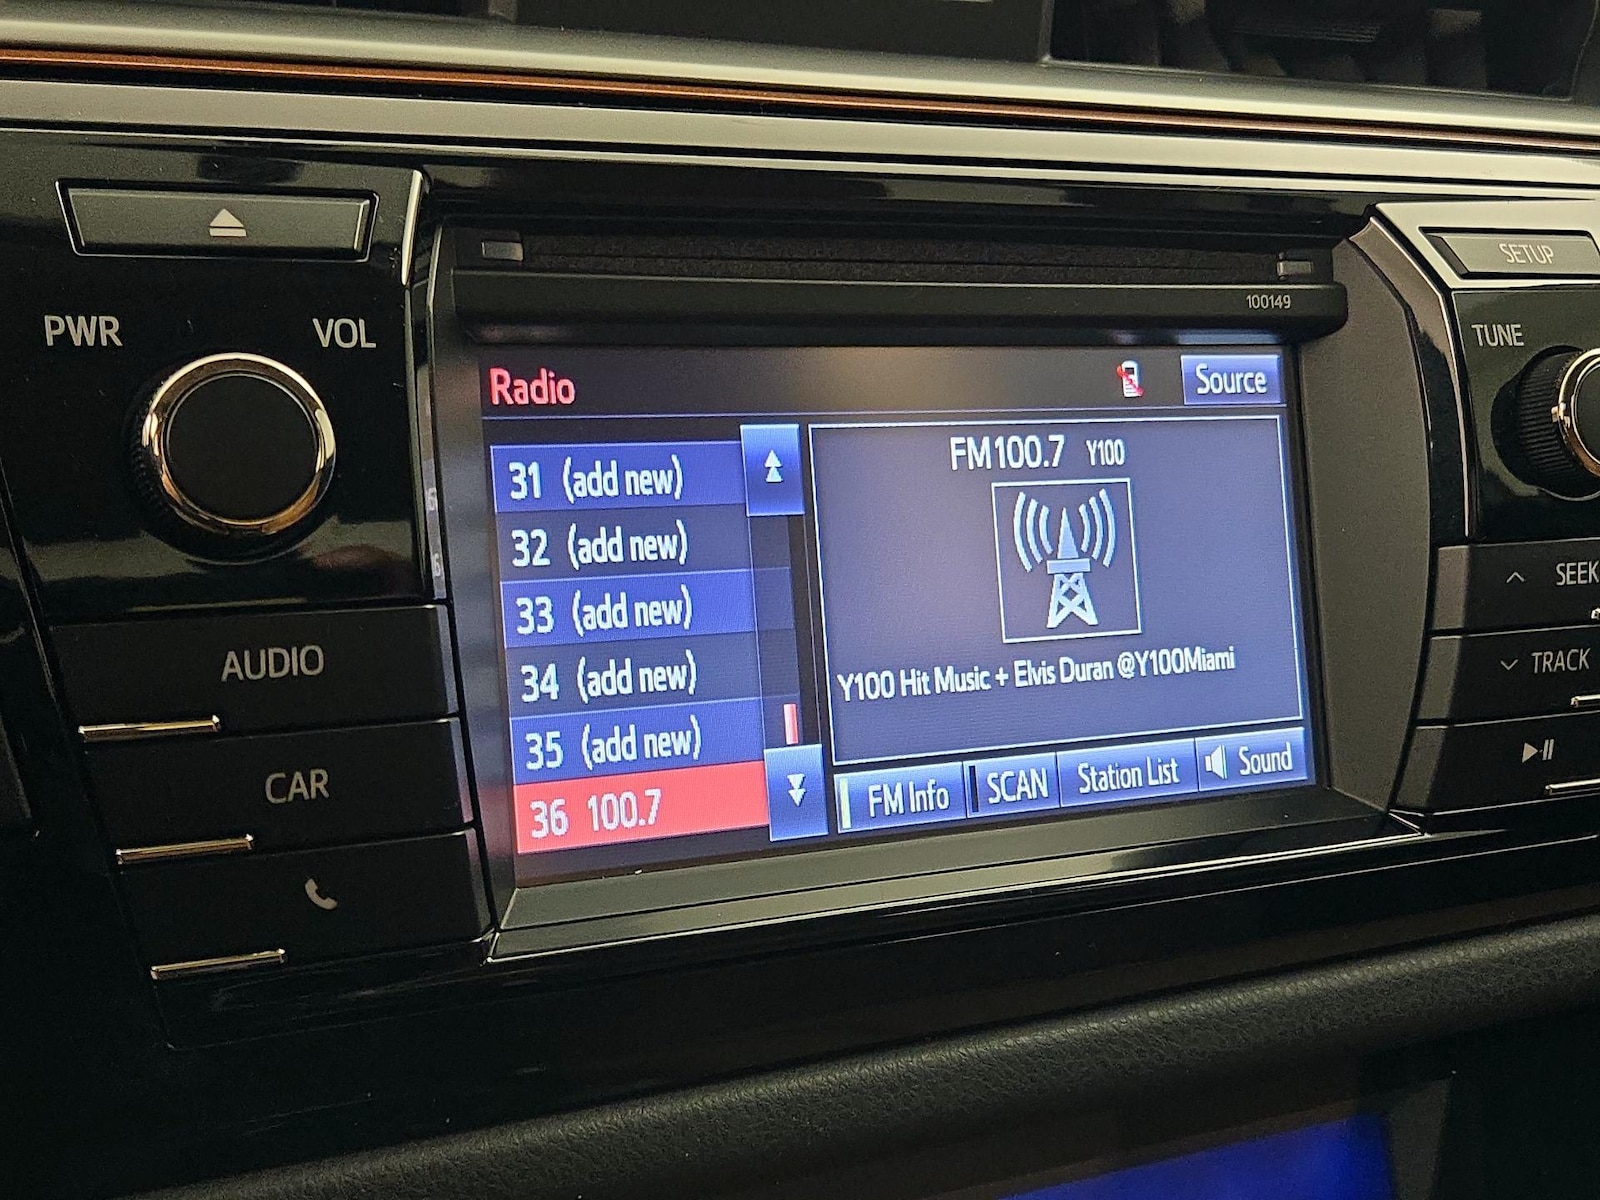 SETUP
100149
PWR
VOL
TUNE
Radio
Source
FM100.7 Y100
31 (add new)
32 (add new)
33 (add new)
34 (add new)
35 (add new)
36 100.7
Y100 Hit Music + Elvis Duran @Y100Miami
FM Info
SCAN
Station List
Sound
SEEK
TRACK
AUDIO
CAR